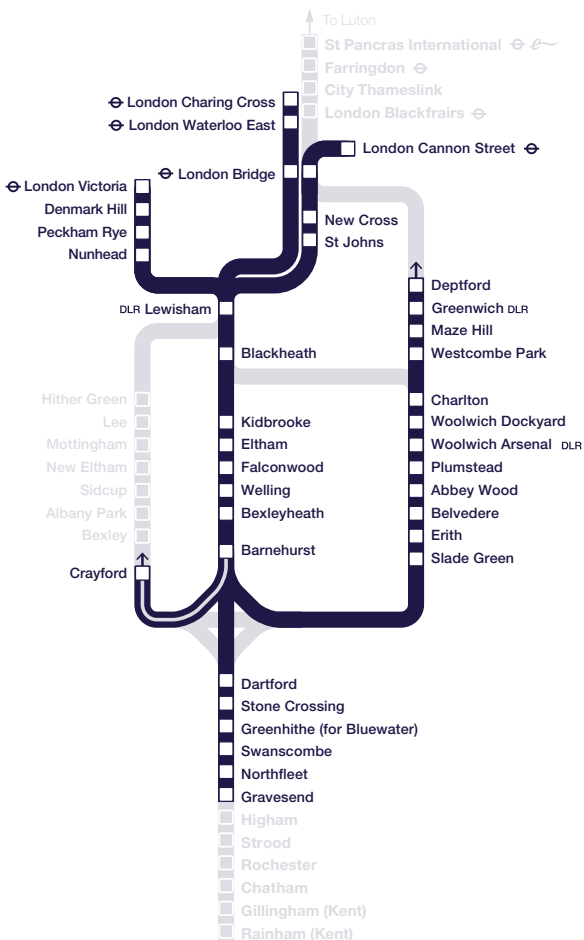 To Luton
St Pancras International
Farringdon
City Thameslink
London Blackfrairs
London Charing Cross
London Waterloo East
London Cannon Street
London Bridge
London Victoria
Denmark Hill
Peckham Rye
Nunhead
New Cross
St Johns
DLR Lewisham
Blackheath
Deptford
Greenwich DLR
Maze Hill
Westcombe Park
Charlton
Woolwich Dockyard
Woolwich Arsenal DLR
Plumstead
Abbey Wood
Belvedere
Erith
Slade Green
Hither Green
Lee
Mottingham
New Eltham
Sidcup
Albany Park
Bexley
Crayford
Kidbrooke
Eltham
Falconwood
Welling
Bexleyheath
Barnehurst
Dartford
Stone Crossing
Greenhithe (for Bluewater)
Swanscombe
Northfleet
Gravesend
Higham
Strood
Rochester
Chatham
Gillingham (Kent)
Rainham (Kent)